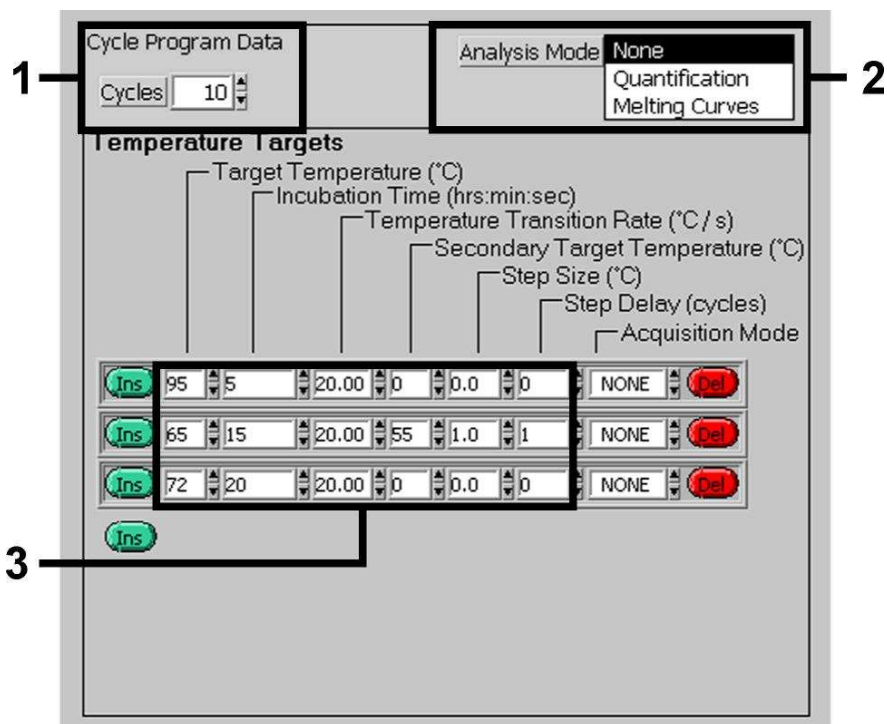 Cycle Program Data
Cycles 10
Analysis Mode None
Quantification
Melting Curves
1
2
Temperature Targets
Target Temperature (°C)
Incubation Time (hrs:min:sec)
Temperature Transition Rate (°C / s)
Secondary Target Temperature (°C)
Step Size (°C)
Step Delay (cycles)
Acquisition Mode
Ins 95 5 20.00 0 0.0 0 NONE Del
Ins 65 15 20.00 55 1.0 1 NONE Del
Ins 72 20 20.00 0 0.0 0 NONE Del
Ins
3